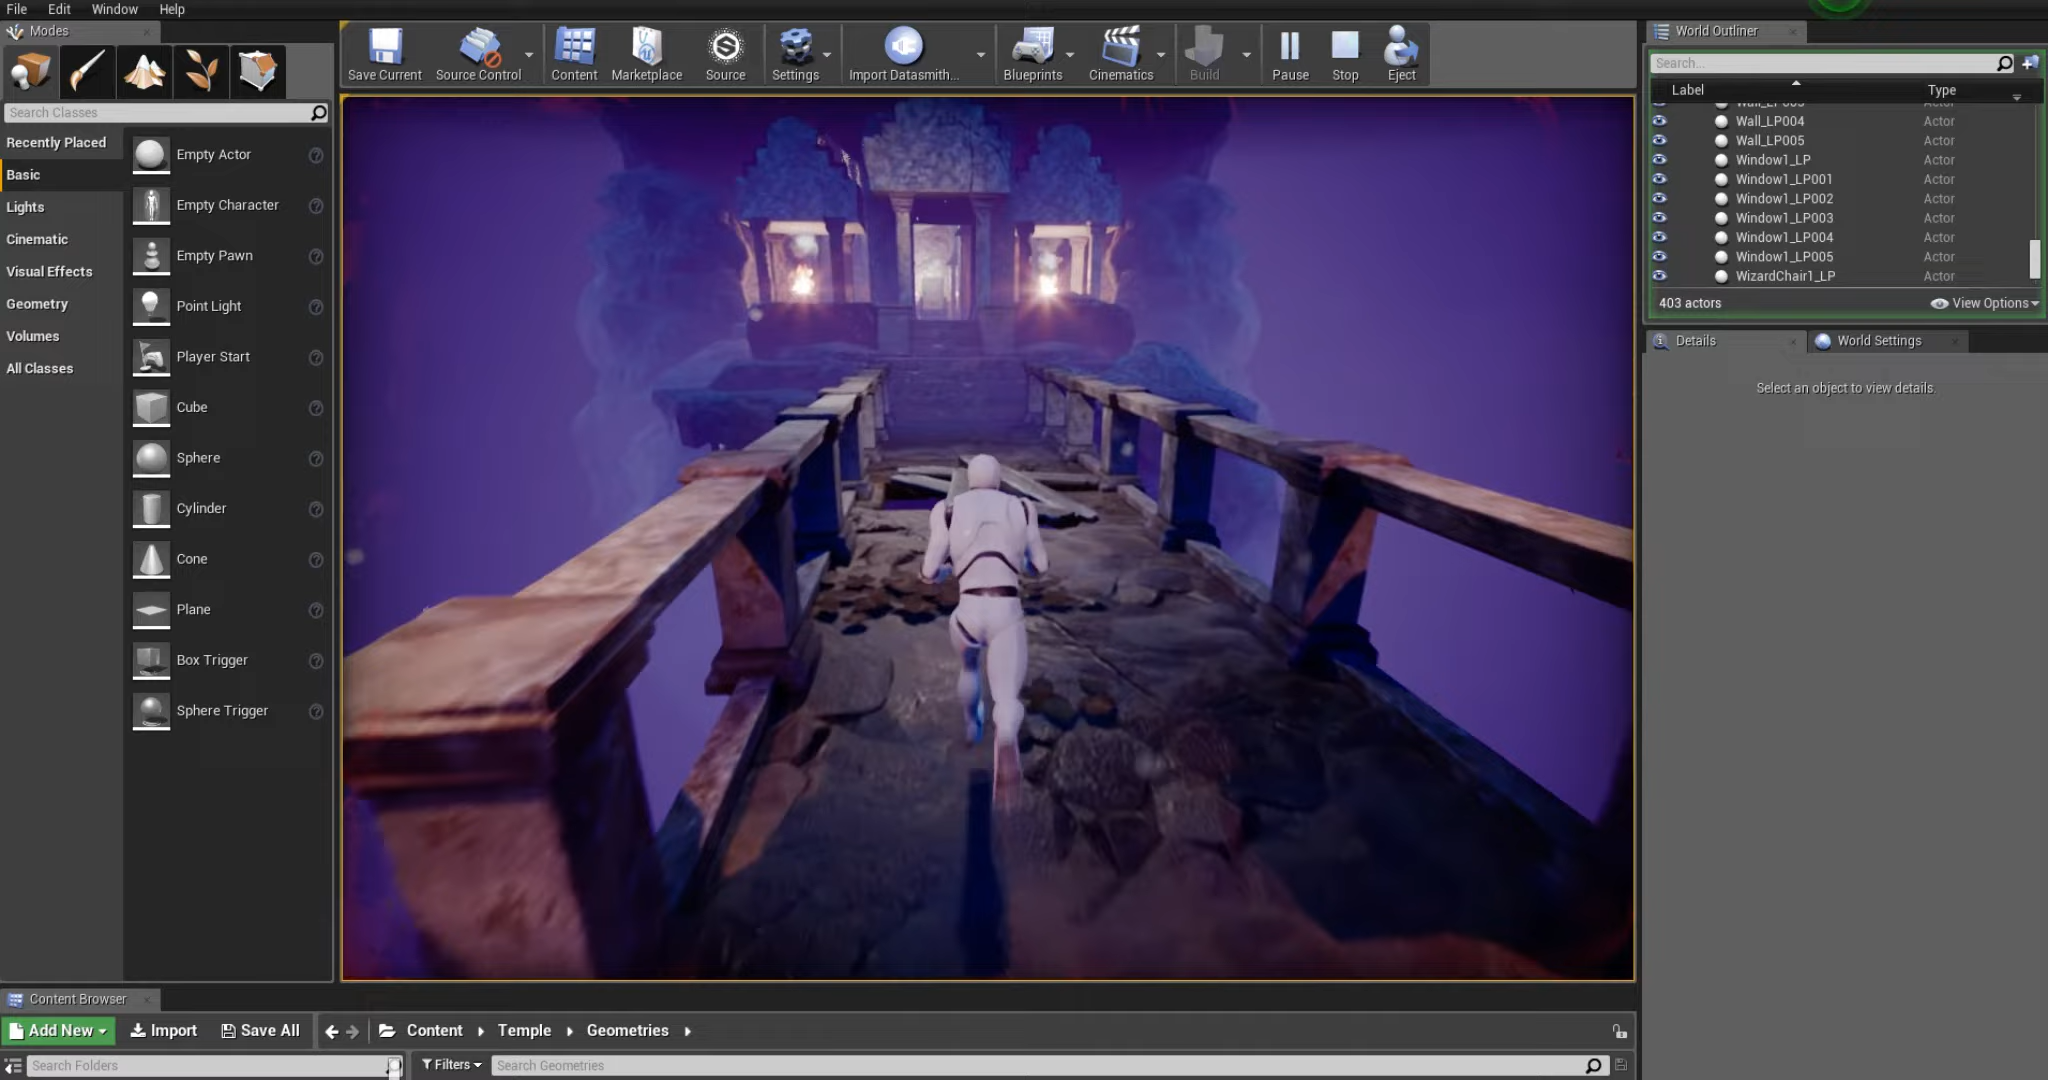 File Edit Window Help
Modes
World Outliner
Save Current Source Control Content Marketplace Source Settings Import Datasmith... Blueprints Cinematics Build Pause Stop Eject
Search...
Label Type
Search Classes
Wall_LP003 Actor
Wall_LP004 Actor
Wall_LP005 Actor
Window1_LP Actor
Window1_LP001 Actor
Window1_LP002 Actor
Window1_LP003 Actor
Window1_LP004 Actor
Window1_LP005 Actor
WizardChair1_LP Actor
403 actors View Options
Details World Settings
Select an object to view details.
Recently Placed
Basic
Lights
Cinematic
Visual Effects
Geometry
Volumes
All Classes
Empty Actor
Empty Character
Empty Pawn
Point Light
Player Start
Cube
Sphere
Cylinder
Cone
Plane
Box Trigger
Sphere Trigger
Content Browser
Add New Import Save All Content Temple Geometries
Search Folders Filters Search Geometries